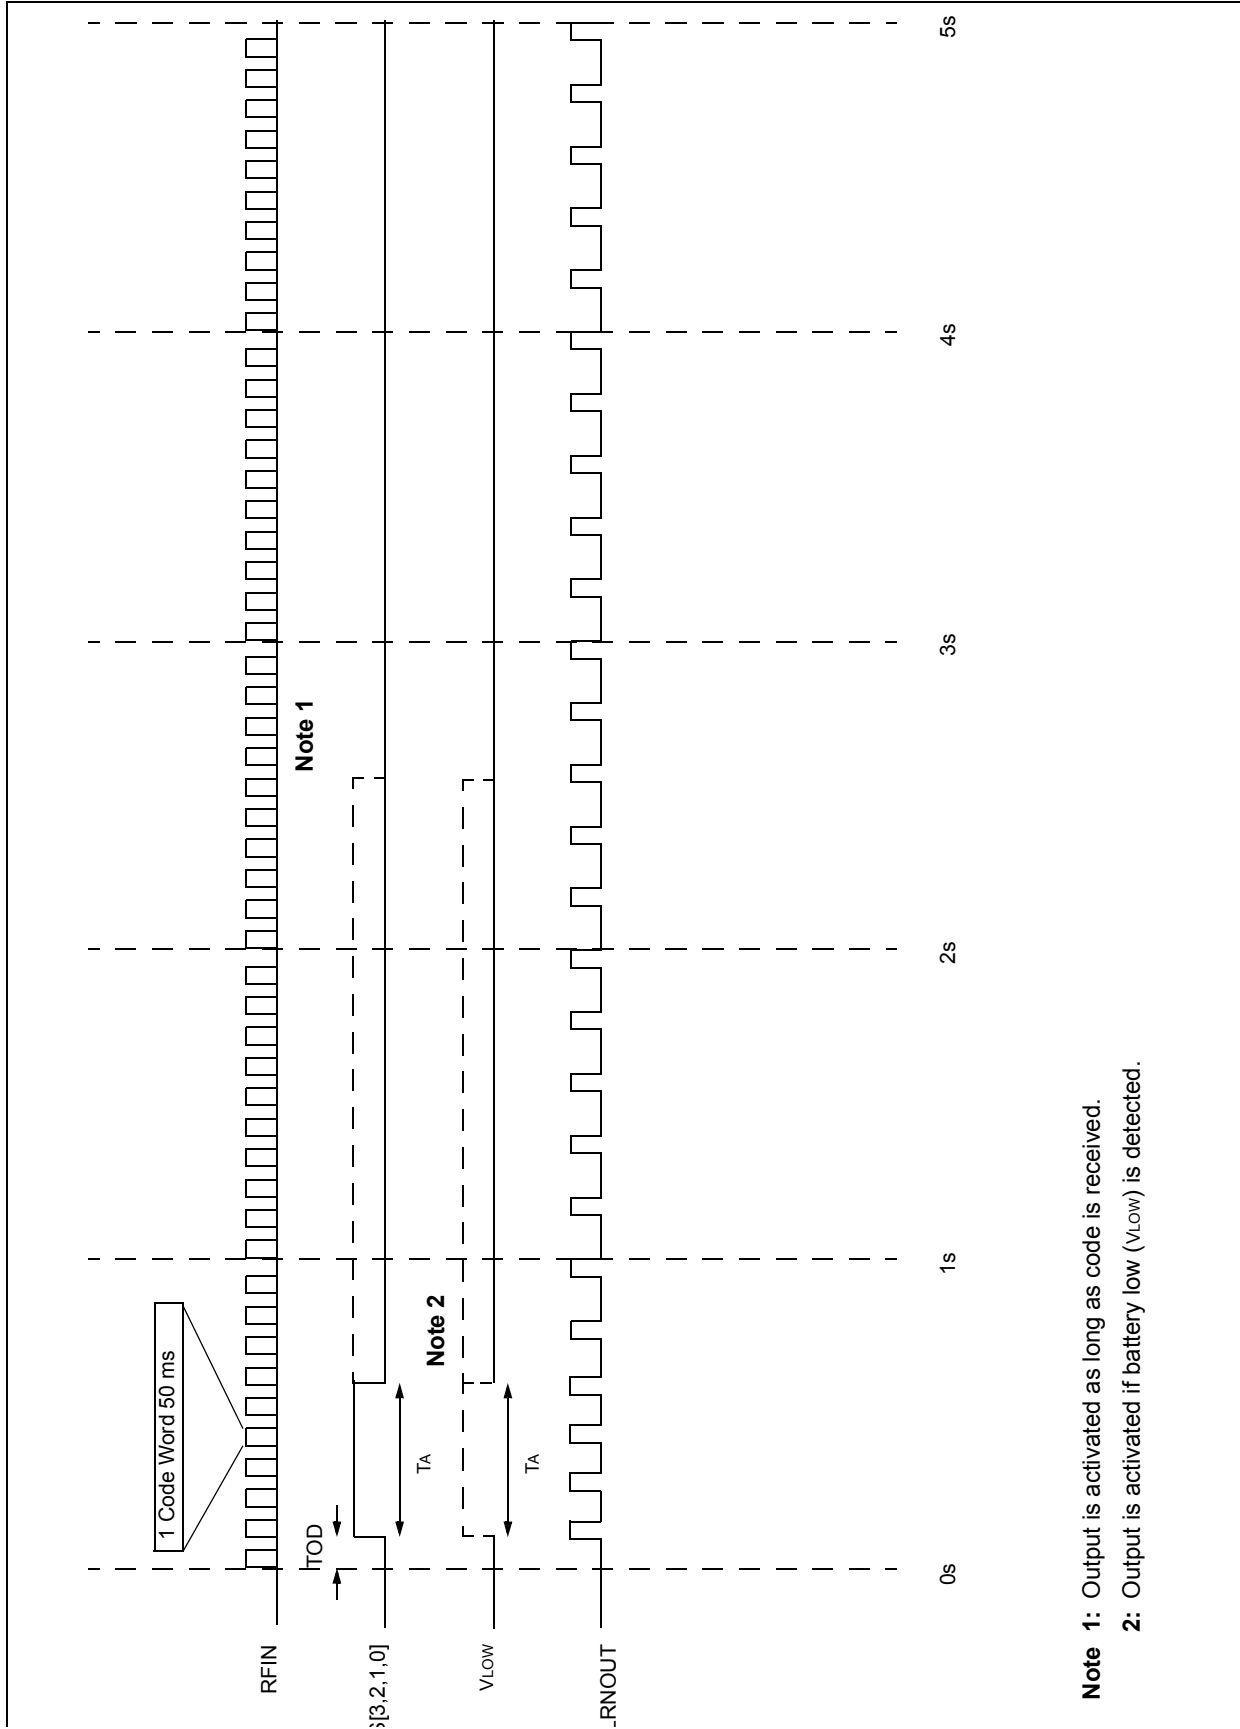 1 Code Word 50 ms
RFIN
Note 1
TOD
S[3,2,1,0]
TA
Note 2
VLOW
TA
LRNOUT
0s
1s
2s
3s
4s
5s
Note 1: Output is activated as long as code is received.
2: Output is activated if battery low (VLOW) is detected.